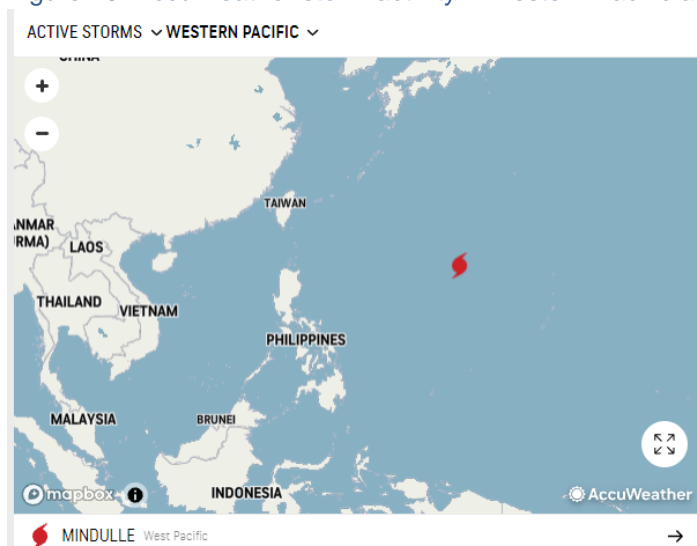 ACTIVE STORMS WESTERN PACIFIC
CHINA
+
−
TAIWAN
NMAR
RMA)
LAOS
THAILAND
VIETNAM
PHILIPPINES
MALAYSIA
BRUNEI
INDONESIA
mapbox
AccuWeather
MINDULLE West Pacific